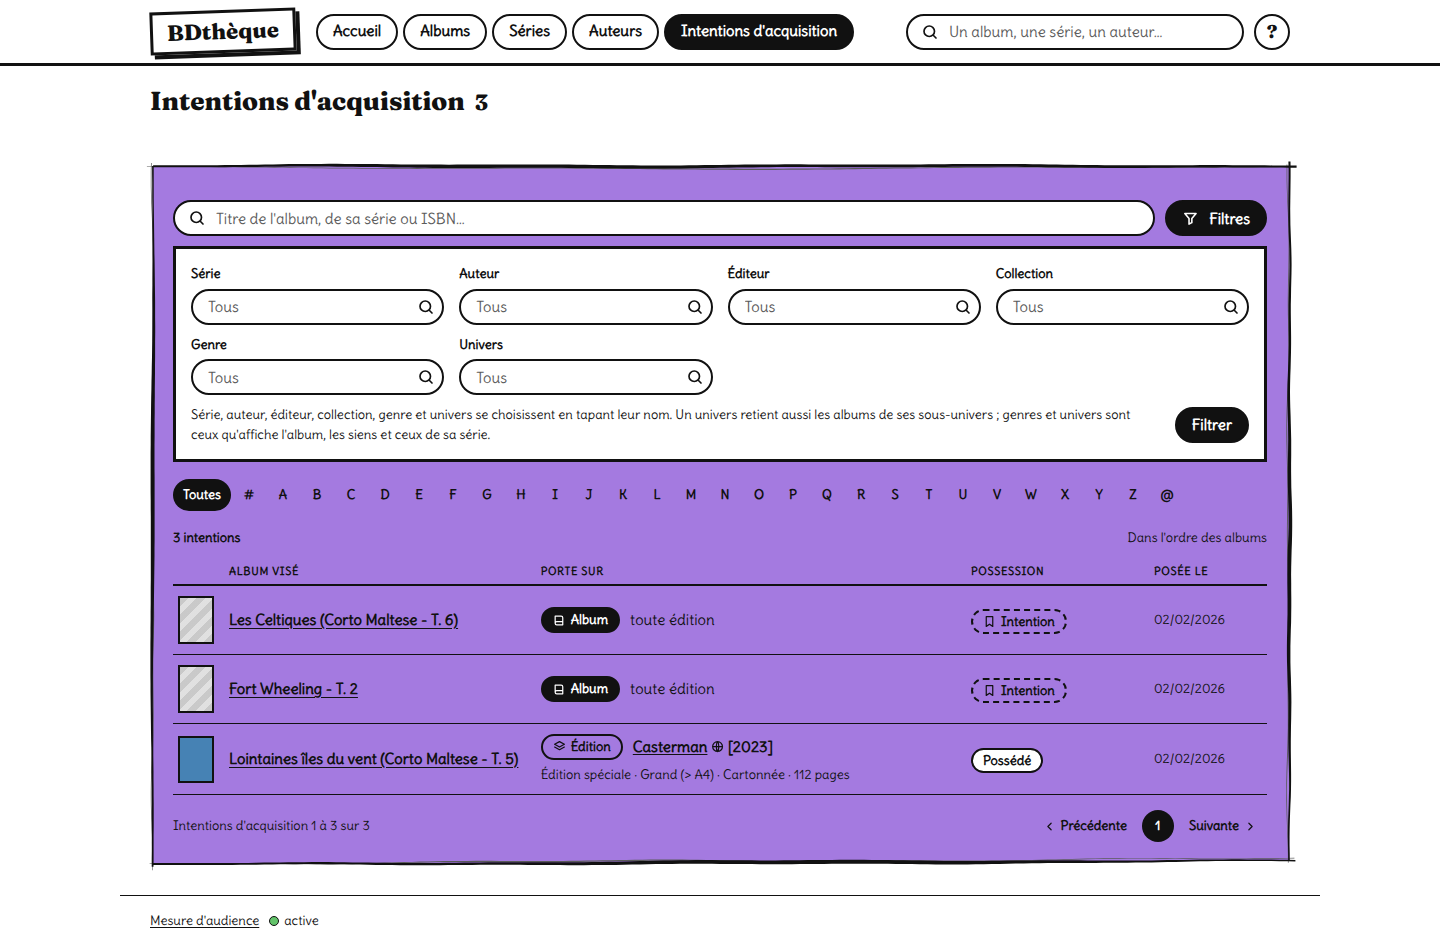 BDthèque
Accueil
Albums
Séries
Auteurs
Intentions d'acquisition
Un album, une série, un auteur...
?
Intentions d'acquisition 3
Titre de l'album, de sa série ou ISBN...
Filtres
Série
Auteur
Éditeur
Collection
Tous
Tous
Tous
Tous
Genre
Univers
Tous
Tous
Série, auteur, éditeur, collection, genre et univers se choisissent en tapant leur nom. Un univers retient aussi les albums de ses sous-univers ; genres et univers sont
ceux qu'affiche l'album, les siens et ceux de sa série.
Filtrer
Toutes # A B C D E F G H I J K L M N O P Q R S T U V W X Y Z @
3 intentions
Dans l'ordre des albums
ALBUM VISÉ PORTE SUR POSSESSION POSÉE LE
Les Celtiques (Corto Maltese - T. 6) Album toute édition Intention 02/02/2026
Fort Wheeling - T. 2 Album toute édition Intention 02/02/2026
Lointaines îles du vent (Corto Maltese - T. 5) Édition Casterman [2023] Possédé 02/02/2026
Édition spéciale · Grand (> A4) · Cartonnée · 112 pages
Intentions d'acquisition 1 à 3 sur 3
‹ Précédente 1 Suivante ›
Mesure d'audience active